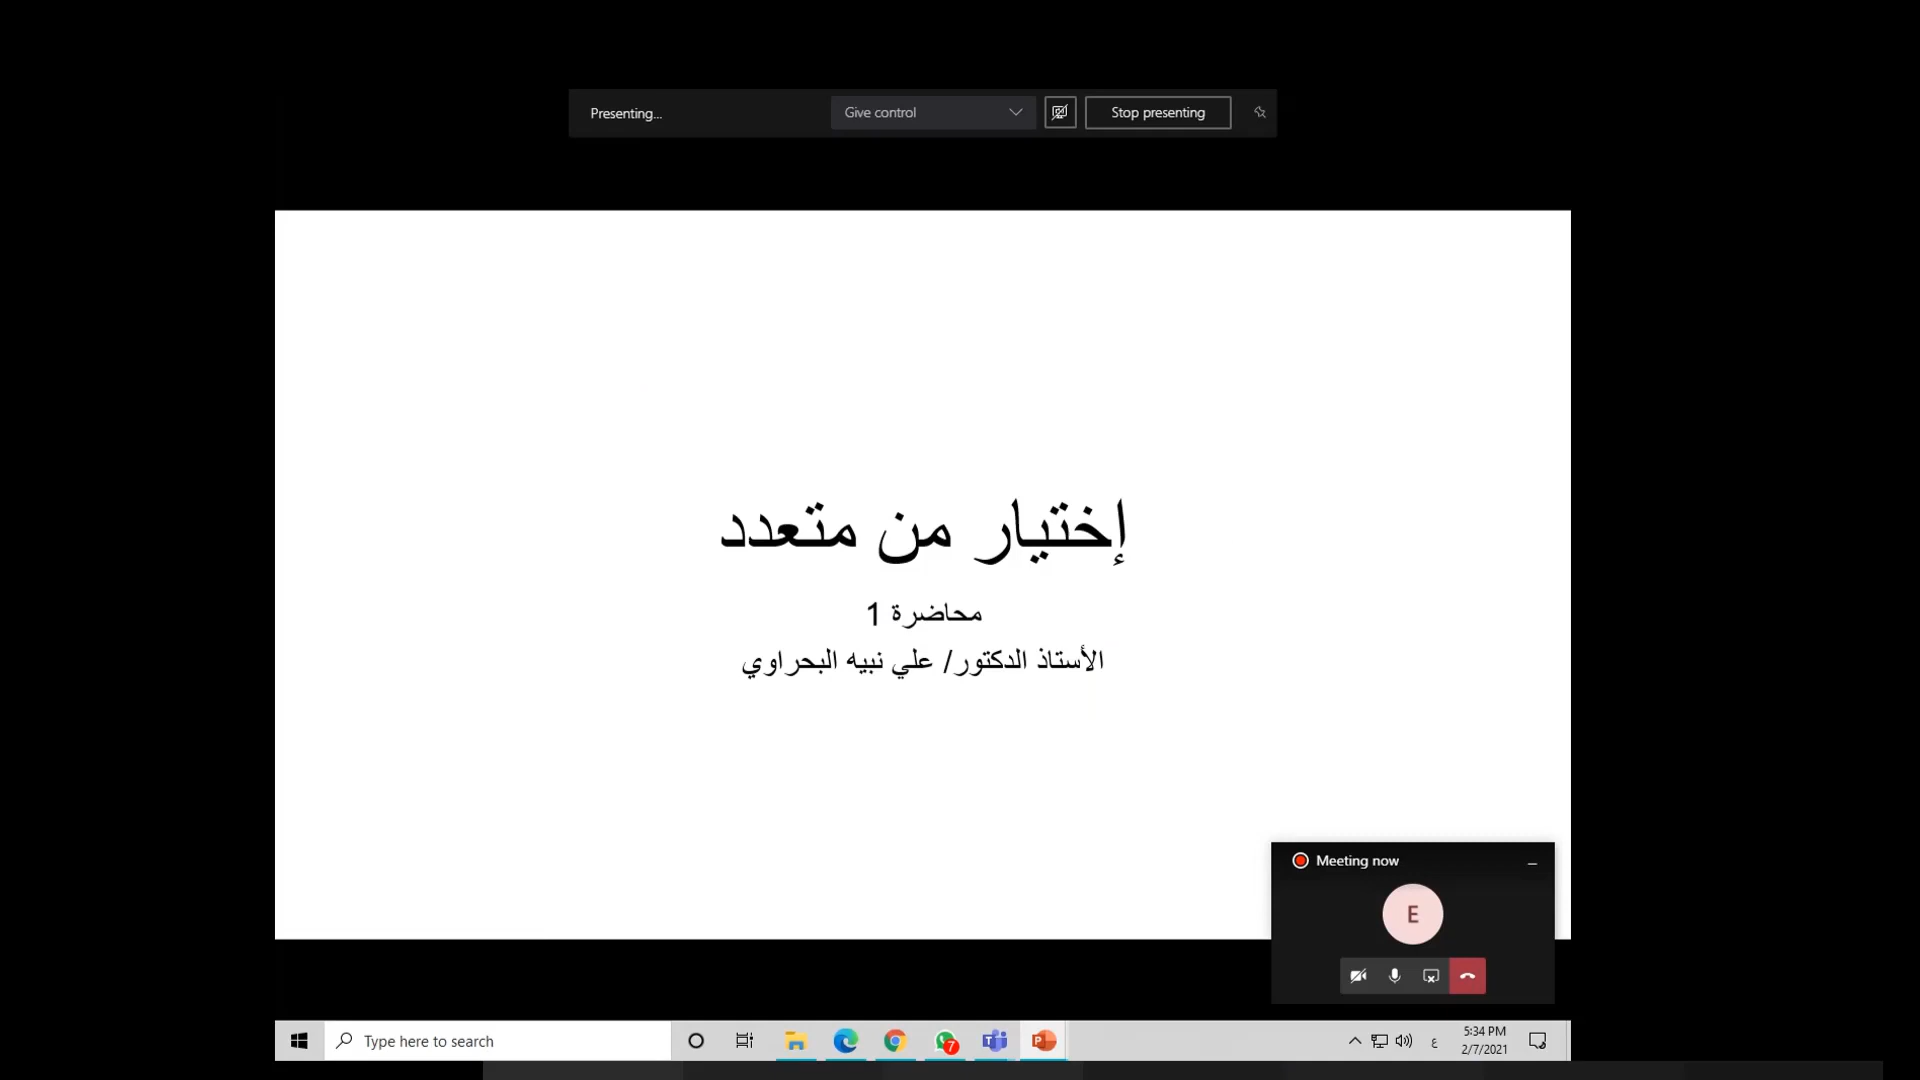 Presenting...
Give control
Stop presenting
إختيار من متعدد
محاضرة 1
الأستاذ الدكتور/ علي نبيه البحراوي
Meeting now
E
Type here to search
7
ع
5:34 PM
2/7/2021